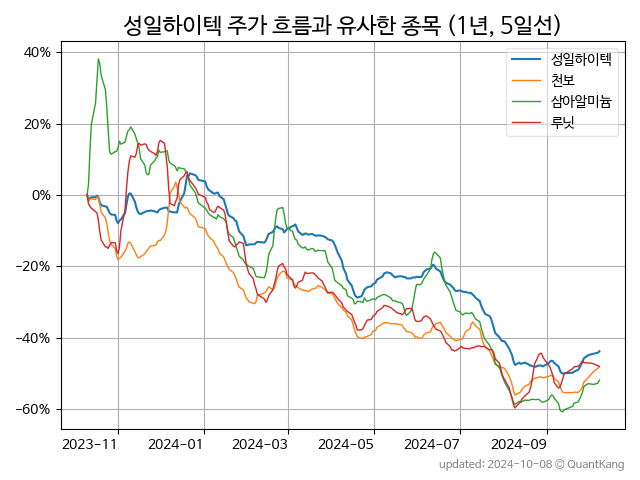 성일하이텍 주가 흐름과 유사한 종목 (1년, 5일선)
성일하이텍
천보
삼아알미늄
루닛
40%
20%
0%
−20%
−40%
−60%
2023-11
2024-01
2024-03
2024-05
2024-07
2024-09
updated: 2024-10-08 © QuantKang